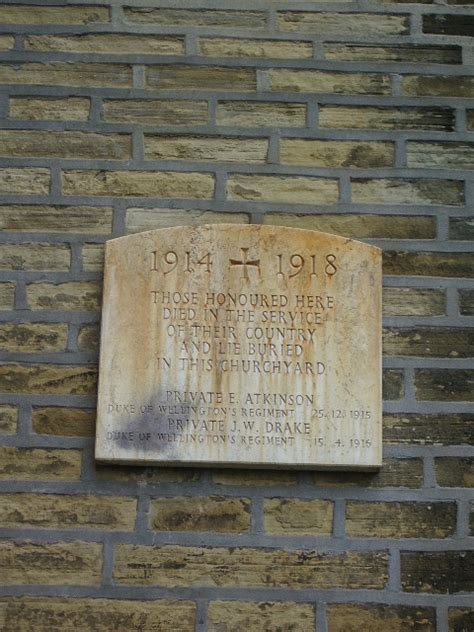 1914 ✠ 1918
THOSE HONOURED HERE
DIED IN THE SERVICE
OF THEIR COUNTRY
AND LIE BURIED
IN THIS CHURCHYARD
PRIVATE E. ATKINSON
DUKE OF WELLINGTON'S REGIMENT 25. 12. 1915
PRIVATE J.W. DRAKE
DUKE OF WELLINGTON'S REGIMENT 15. 4. 1916